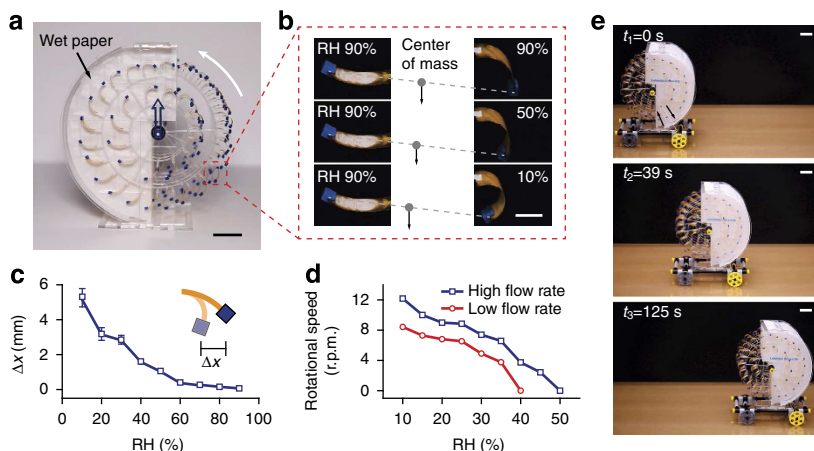 a
Wet paper
b
RH 90%
Center
of mass
90%
RH 90%
50%
RH 90%
10%
c
Δx (mm)
6
4
2
0
0
20
40
60
80
100
RH (%)
Δx
d
Rotational speed
(r.p.m.)
12
8
4
0
10
20
30
40
50
RH (%)
High flow rate
Low flow rate
e
t1=0 s
t2=39 s
t3=125 s